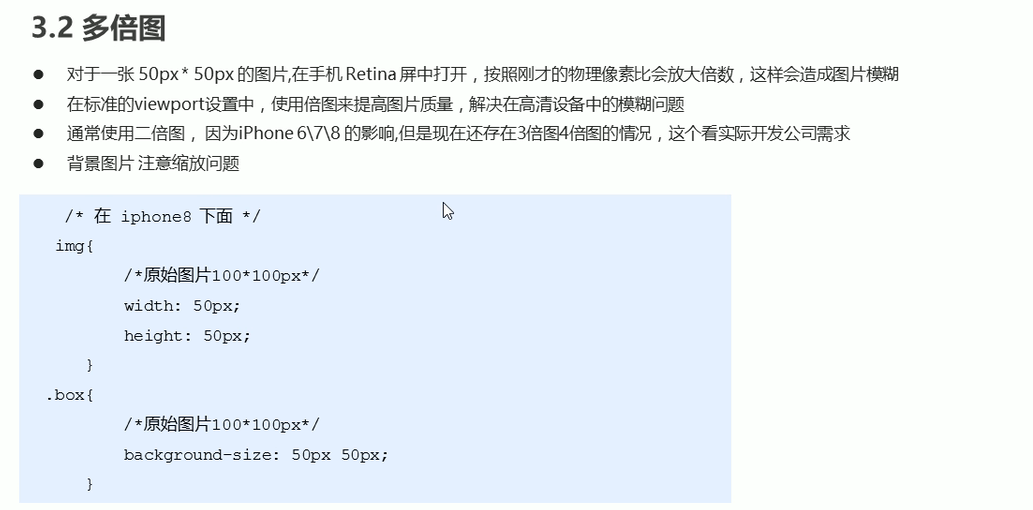 3.2 多倍图
● 对于一张 50px * 50px 的图片,在手机 Retina 屏中打开，按照刚才的物理像素比会放大倍数，这样会造成图片模糊
● 在标准的viewport设置中，使用倍图来提高图片质量，解决在高清设备中的模糊问题
● 通常使用二倍图， 因为iPhone 6\7\8 的影响,但是现在还存在3倍图4倍图的情况，这个看实际开发公司需求
● 背景图片 注意缩放问题
/* 在 iphone8 下面 */
img{
/*原始图片100*100px*/
width: 50px;
height: 50px;
}
.box{
/*原始图片100*100px*/
background-size: 50px 50px;
}